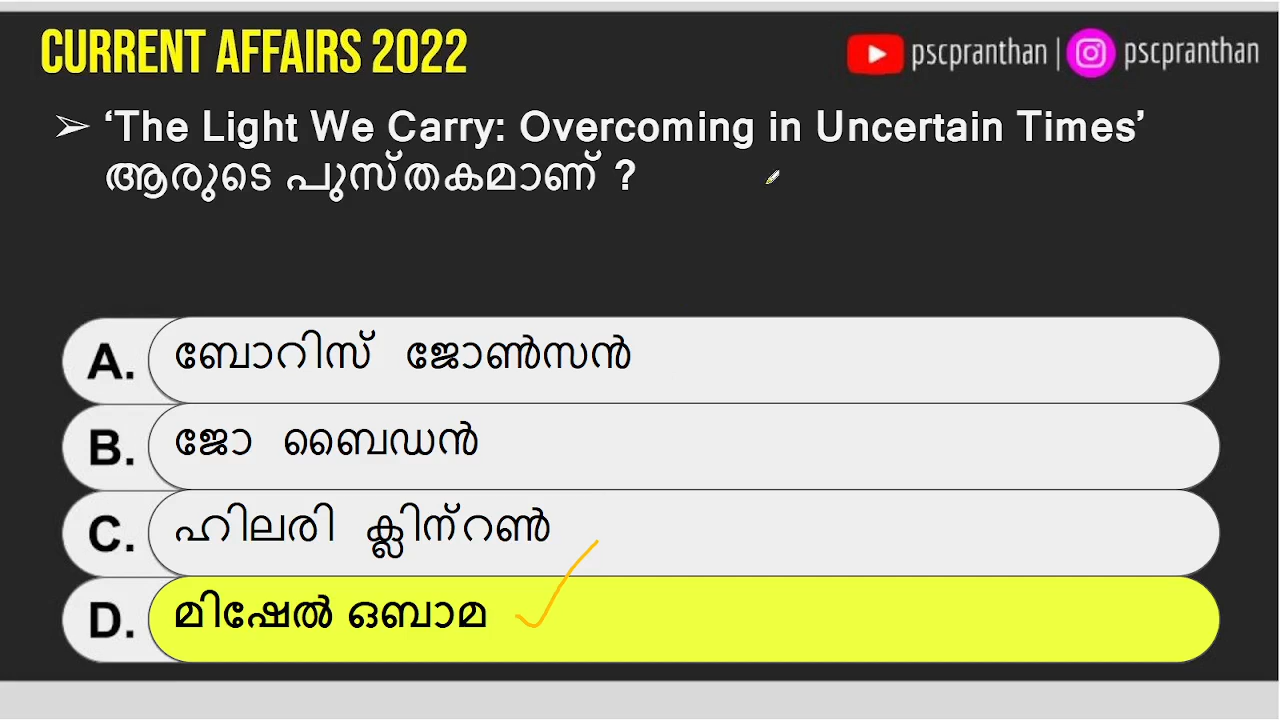 CURRENT AFFAIRS 2022
pscpranthan | pscpranthan
➢ ‘The Light We Carry: Overcoming in Uncertain Times’
ആരുടെ പുസ്തകമാണ് ?
A. ബോറിസ് ജോൺസൻ
B. ജോ ബൈഡൻ
C. ഹിലരി ക്ലിന്റൺ
D. മിഷേൽ ഒബാമ